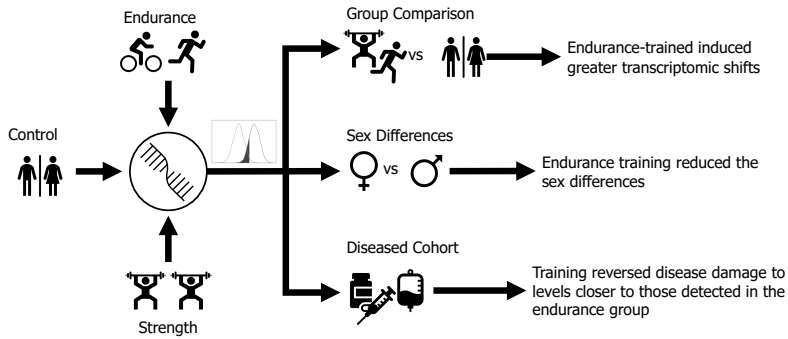 Endurance
Control
Strength
Group Comparison
vs
Endurance-trained induced
greater transcriptomic shifts
Sex Differences
vs
Endurance training reduced the
sex differences
Diseased Cohort
Training reversed disease damage to
levels closer to those detected in the
endurance group